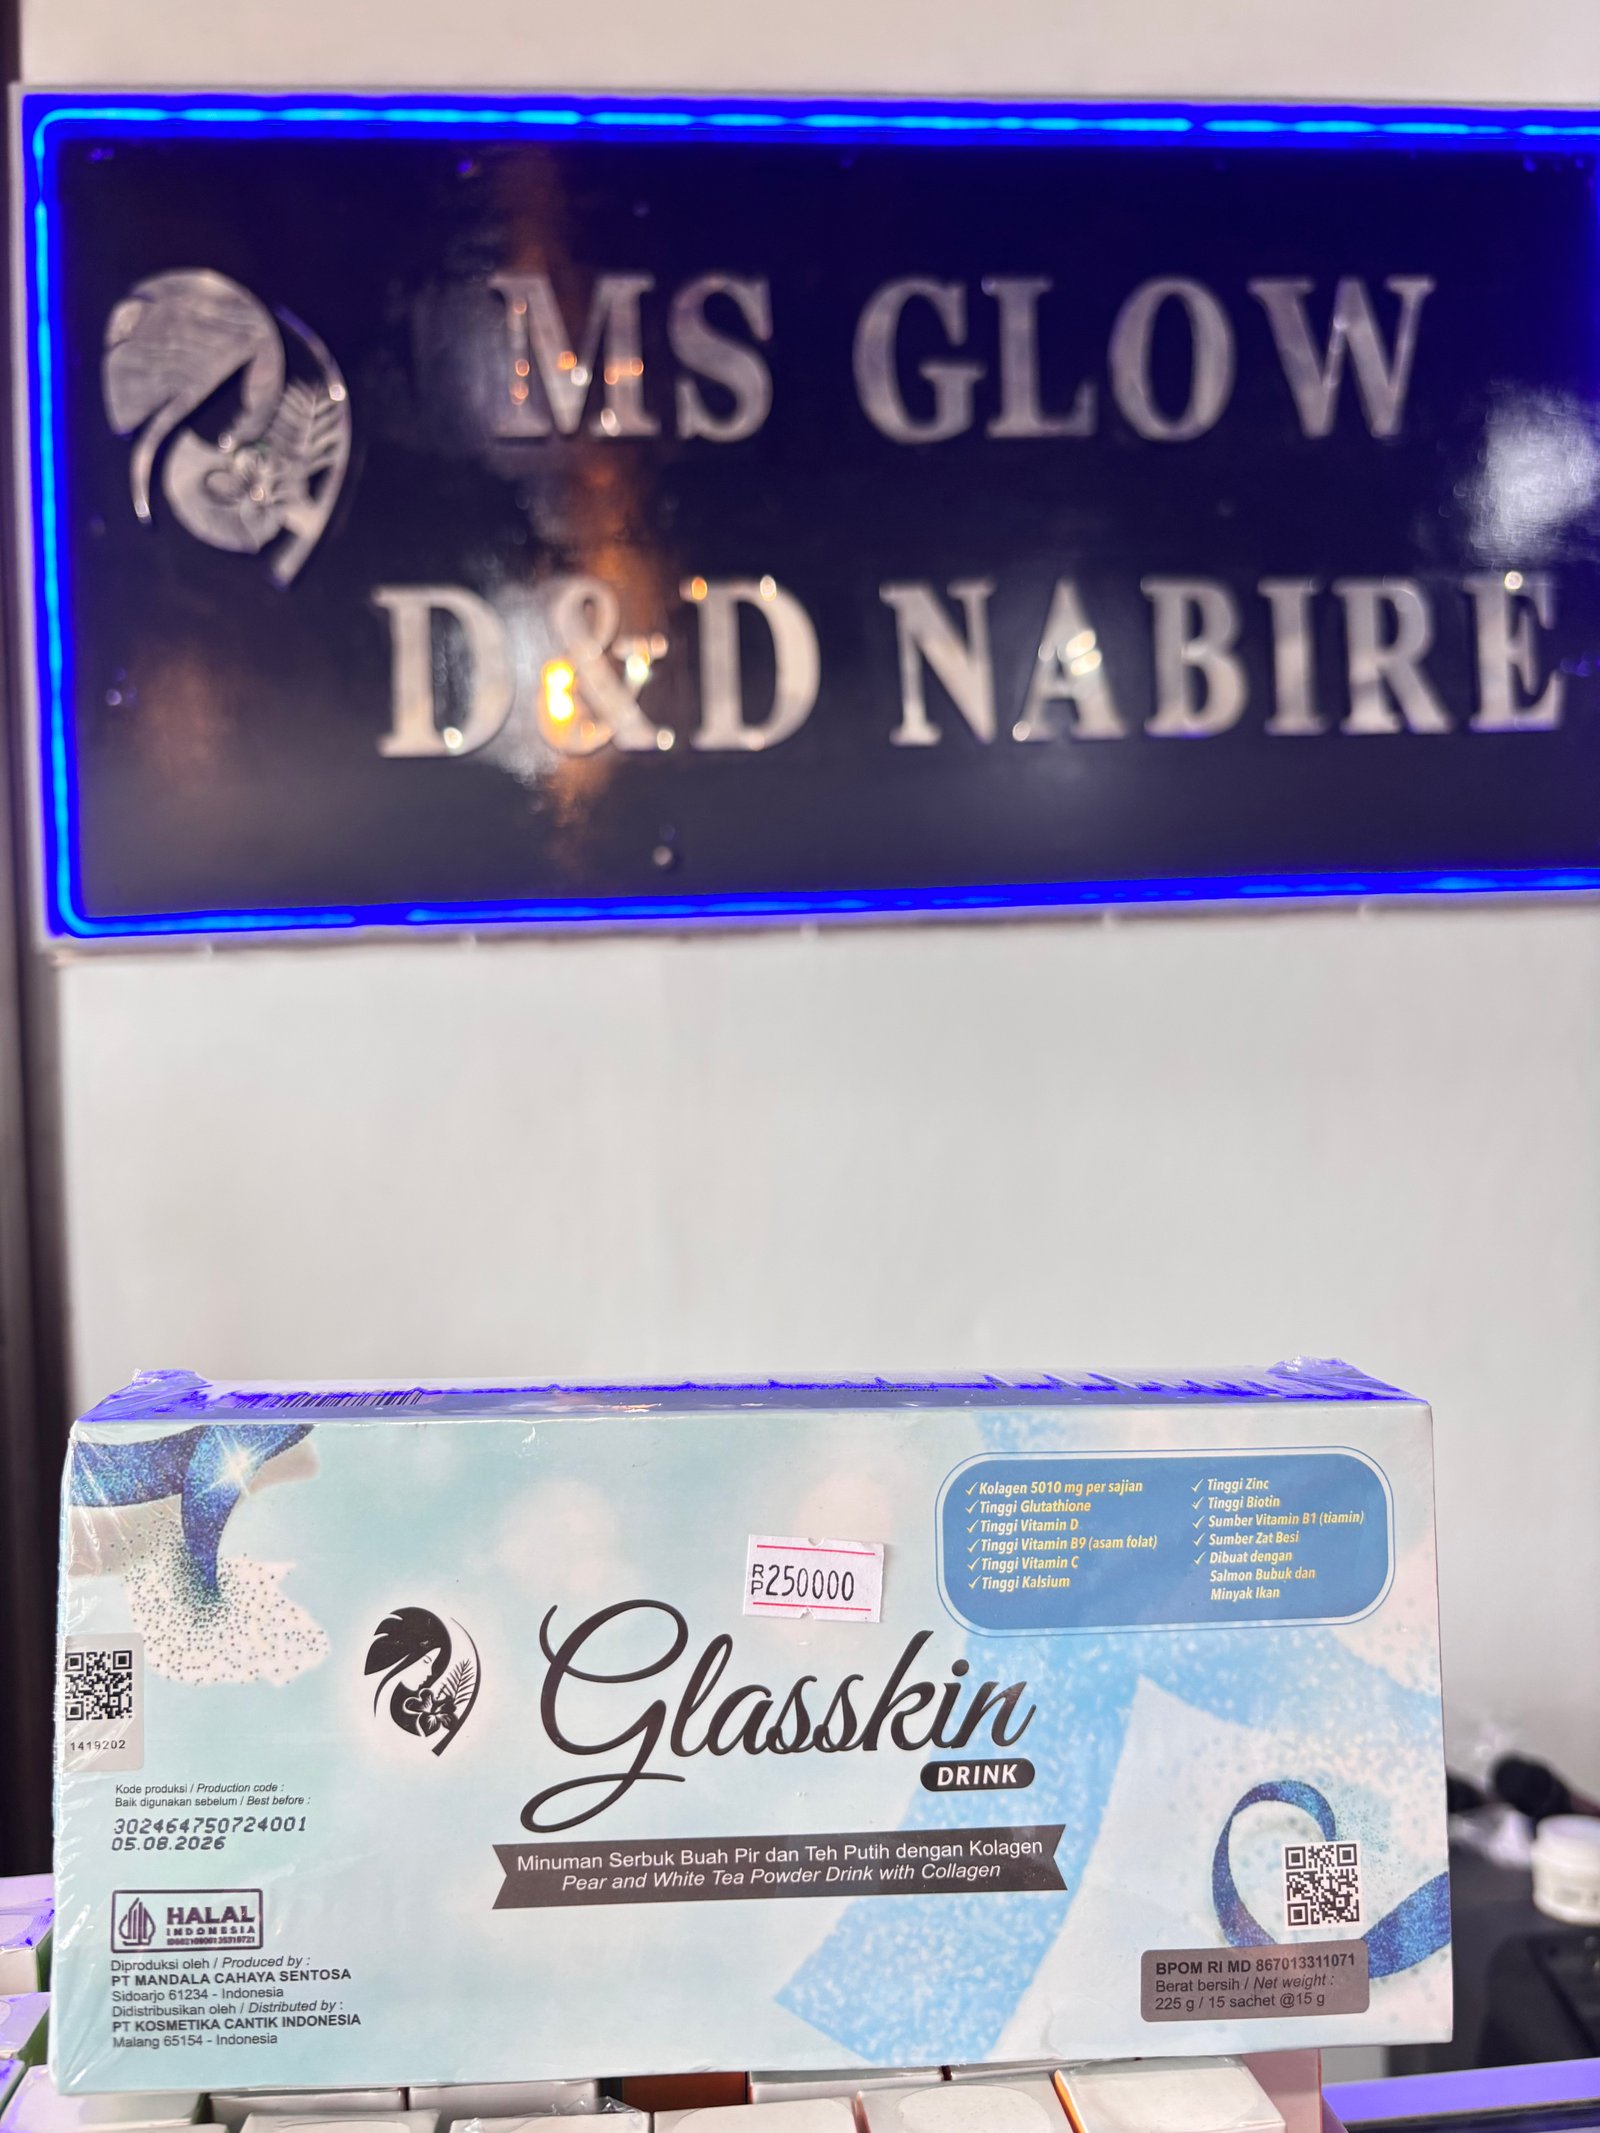 MS GLOW
D&D NABIRE
✓ Kolagen 5010 mg per sajian
✓ Tinggi Glutathione
✓ Tinggi Vitamin D
✓ Tinggi Vitamin B9 (asam folat)
✓ Tinggi Vitamin C
✓ Tinggi Kalsium
✓ Tinggi Zinc
✓ Tinggi Biotin
✓ Sumber Vitamin B1 (tiamin)
✓ Sumber Zat Besi
✓ Dibuat dengan
Salmon Bubuk dan
Minyak Ikan
RP 250000
Glasskin
DRINK
Minuman Serbuk Buah Pir dan Teh Putih dengan Kolagen
Pear and White Tea Powder Drink with Collagen
1419202
Kode produksi / Production code :
Baik digunakan sebelum / Best before :
302464750724001
05.08.2026
HALAL
INDONESIA
Diproduksi oleh / Produced by :
PT MANDALA CAHAYA SENTOSA
Sidoarjo 61234 - Indonesia
Didistribusikan oleh / Distributed by :
PT KOSMETIKA CANTIK INDONESIA
Malang 65154 - Indonesia
BPOM RI MD 867013311071
Berat bersih / Net weight :
225 g / 15 sachet @15 g